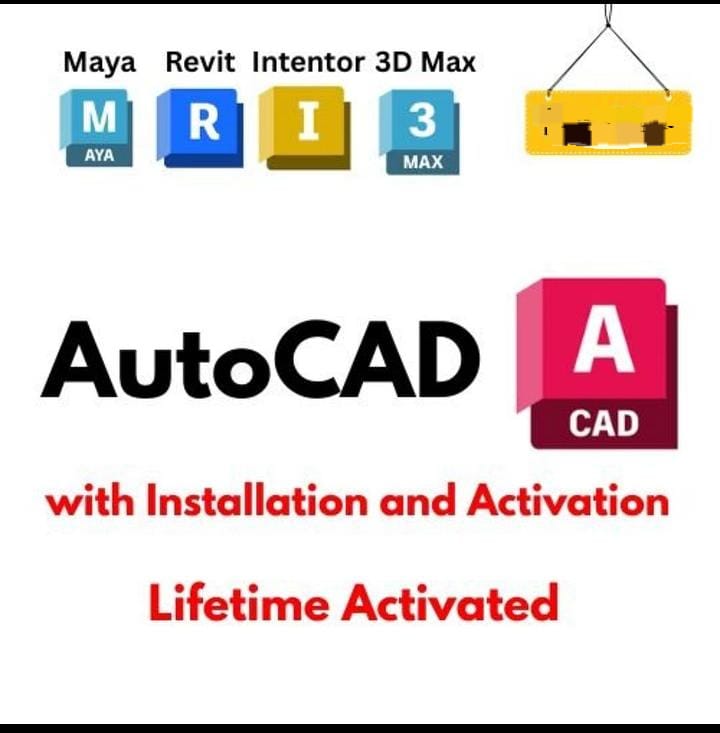 Maya Revit Intentor 3D Max
M R I 3
AYA MAX
AutoCAD
A
CAD
with Installation and Activation
Lifetime Activated